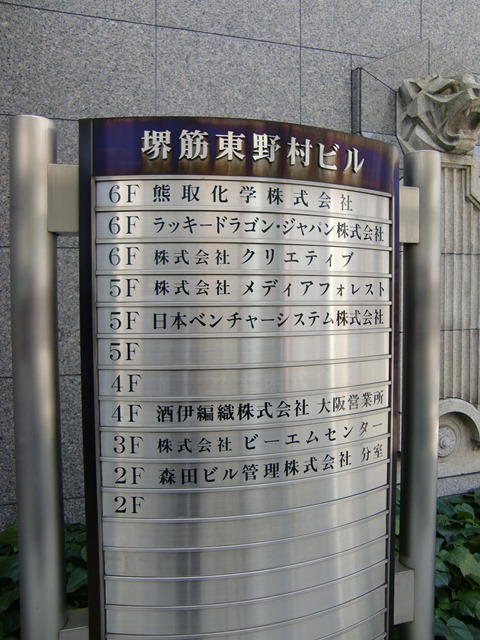 堺筋東野村ビル
6F 熊取化学株式会社
6F ラッキードラゴン・ジャパン株式会社
6F 株式会社 クリエティブ
5F 株式会社 メディアフォレスト
5F 日本ベンチャーシステム株式会社
5F
4F
4F 酒伊編織株式会社 大阪営業所
3F 株式会社 ビーエムセンター
2F 森田ビル管理株式会社 分室
2F